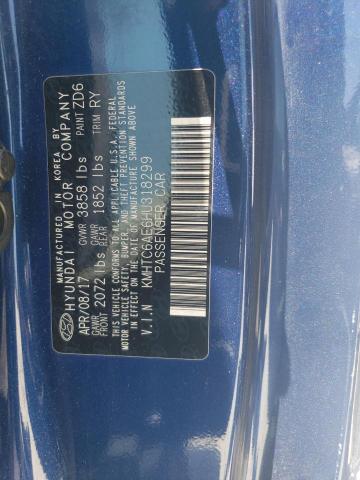 MANUFACTURED IN KOREA BY
HYUNDAI MOTOR COMPANY
APR/08/17 GVWR 3858 lbs PAINT ZD6
GAWR FRONT 2072 lbs GAWR REAR 1852 lbs TRIM RY
THIS VEHICLE CONFORMS TO ALL APPLICABLE U.S.A. FEDERAL
MOTOR VEHICLE SAFETY, BUMPER, AND THEFT PREVENTION STANDARDS
IN EFFECT ON THE DATE OF MANUFACTURE SHOWN ABOVE.
V.I.N KMHTC6AE6HU318299
PASSENGER CAR